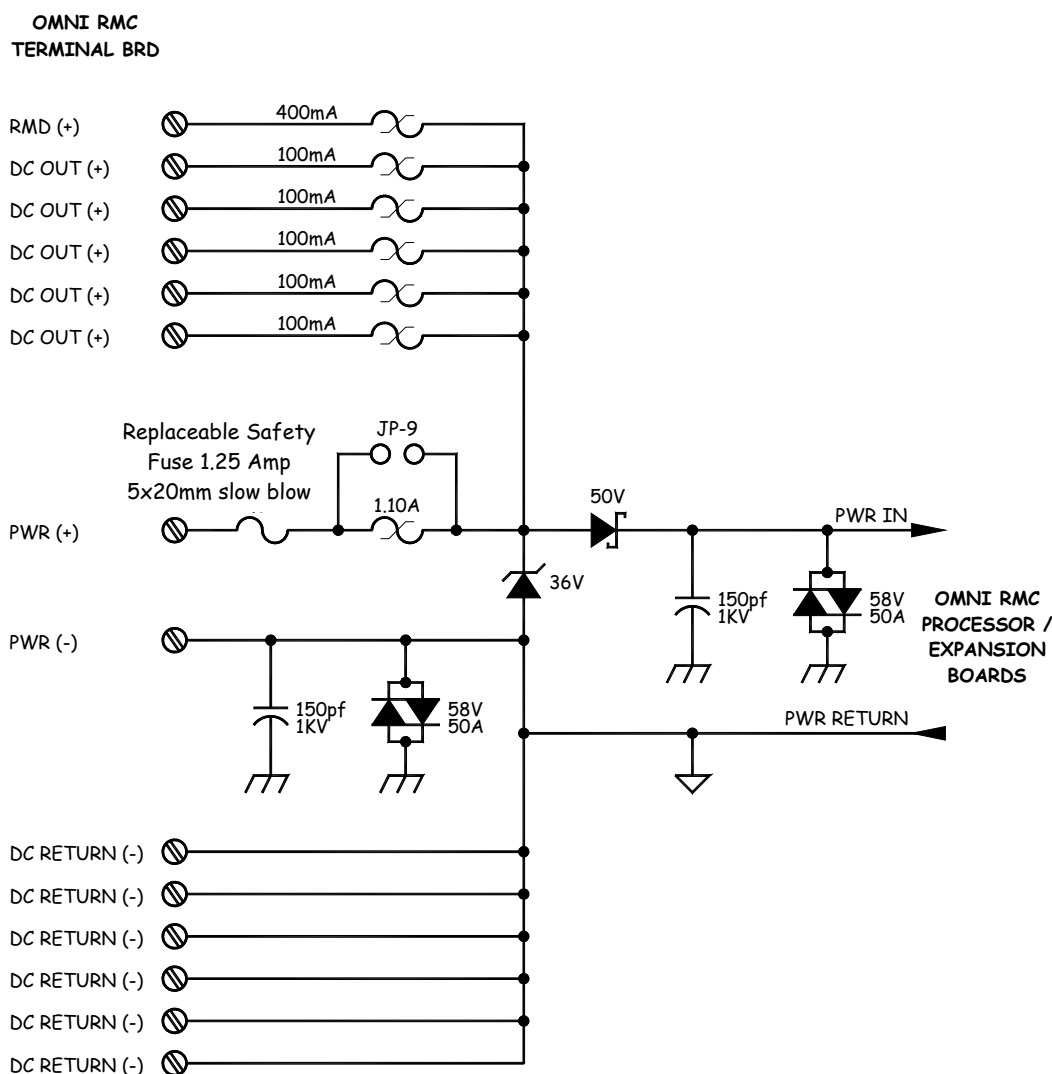 OMNI RMC
TERMINAL BRD
RMD (+)
400mA
DC OUT (+)
100mA
DC OUT (+)
100mA
DC OUT (+)
100mA
DC OUT (+)
100mA
DC OUT (+)
100mA
Replaceable Safety
Fuse 1.25 Amp
5x20mm slow blow
JP-9
1.10A
PWR (+)
50V
PWR IN
36V
150pf
1KV
58V
50A
OMNI RMC
PROCESSOR /
EXPANSION
BOARDS
PWR (-)
150pf
1KV
58V
50A
PWR RETURN
DC RETURN (-)
DC RETURN (-)
DC RETURN (-)
DC RETURN (-)
DC RETURN (-)
DC RETURN (-)